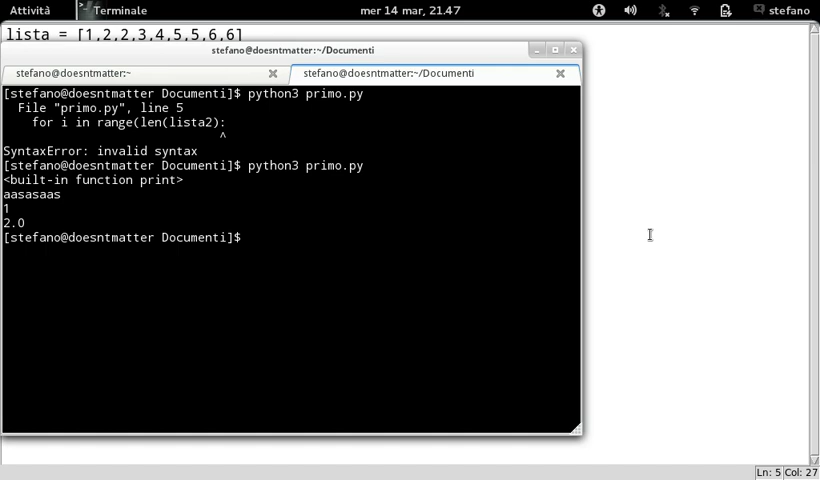 Attività Terminale mer 14 mar, 21.47 stefano
lista = [1,2,2,3,4,5,5,6,6]
stefano@doesntmatter:~/Documenti
stefano@doesntmatter:~ stefano@doesntmatter:~/Documenti
[stefano@doesntmatter Documenti]$ python3 primo.py
  File "primo.py", line 5
    for i in range(len(lista2):
                              ^
SyntaxError: invalid syntax
[stefano@doesntmatter Documenti]$ python3 primo.py
<built-in function print>
aasasaas
1
2.0
[stefano@doesntmatter Documenti]$
Ln: 5 Col: 27